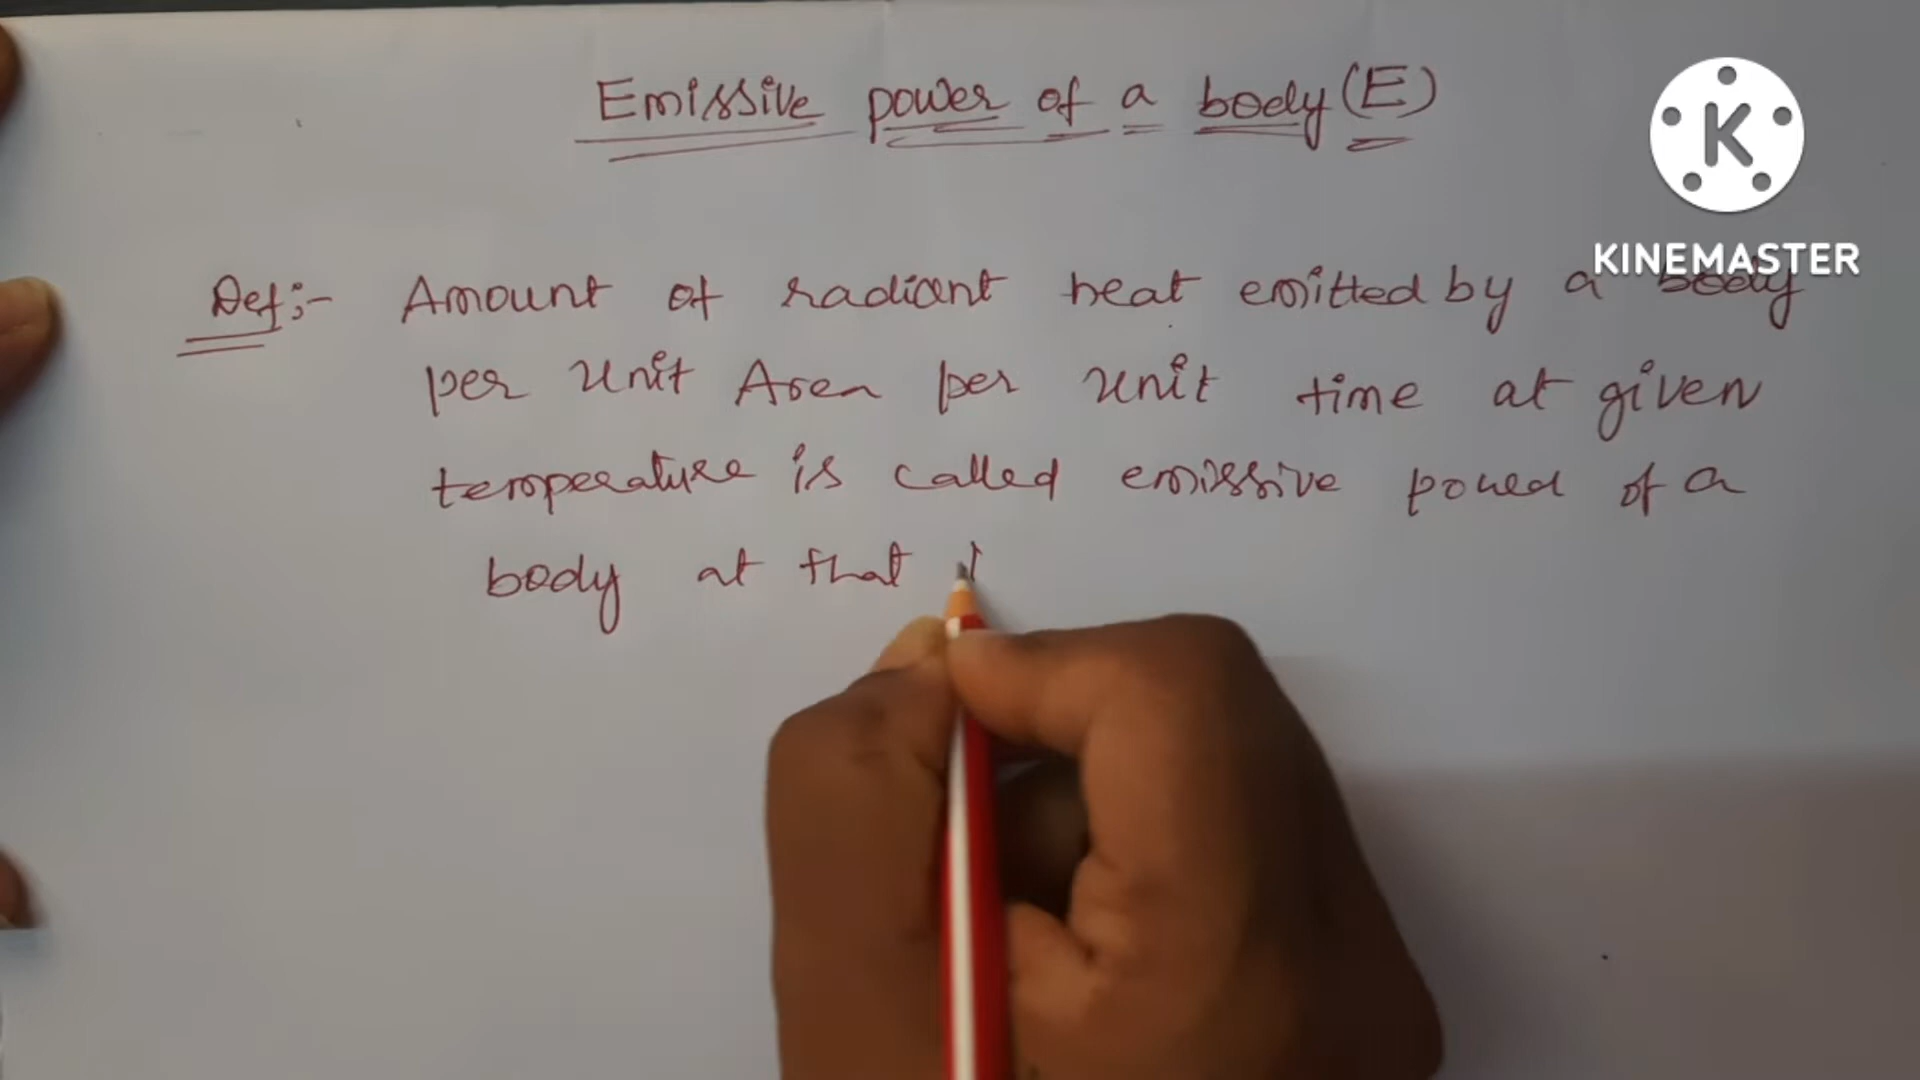 Emissive power of a body (E)
KINEMASTER
Def:- Amount of radiant heat emitted by a body
per unit Area per unit time at given
temperature is called emissive power of a
body at that